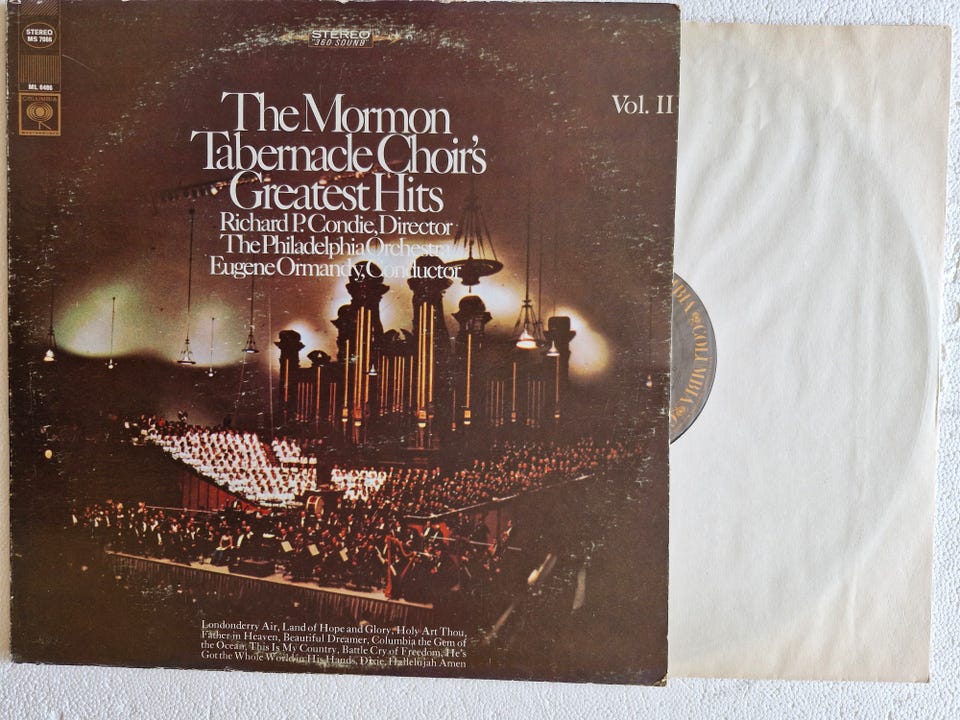 STEREO
MS 7086
ML 6486
COLUMBIA
MASTERWORKS
STEREO
"360 SOUND"
Vol. II
The Mormon
Tabernacle Choir's
Greatest Hits
Richard P. Condie, Director
The Philadelphia Orchestra
Eugene Ormandy, Conductor
COLUMBIA
Londonderry Air, Land of Hope and Glory, Holy Art Thou,
Father in Heaven, Beautiful Dreamer, Columbia the Gem of
the Ocean, This Is My Country, Battle Cry of Freedom, He's
Got the Whole World in His Hands, Dixie, Hallelujah Amen